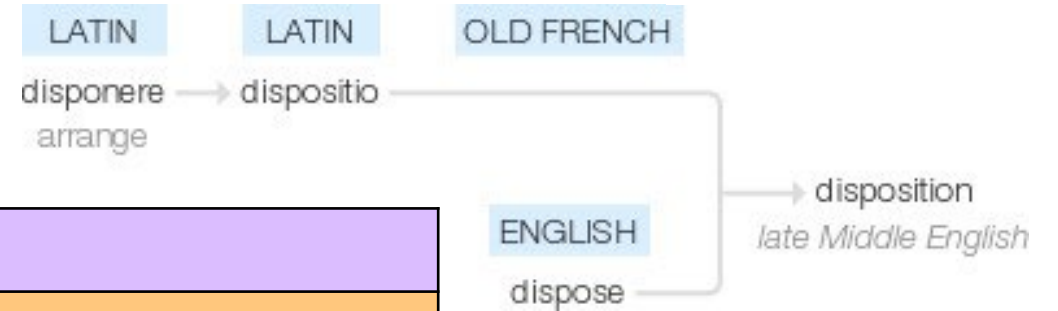 LATIN LATIN OLD FRENCH
disponere dispositio
arrange
disposition
ENGLISH late Middle English
dispose